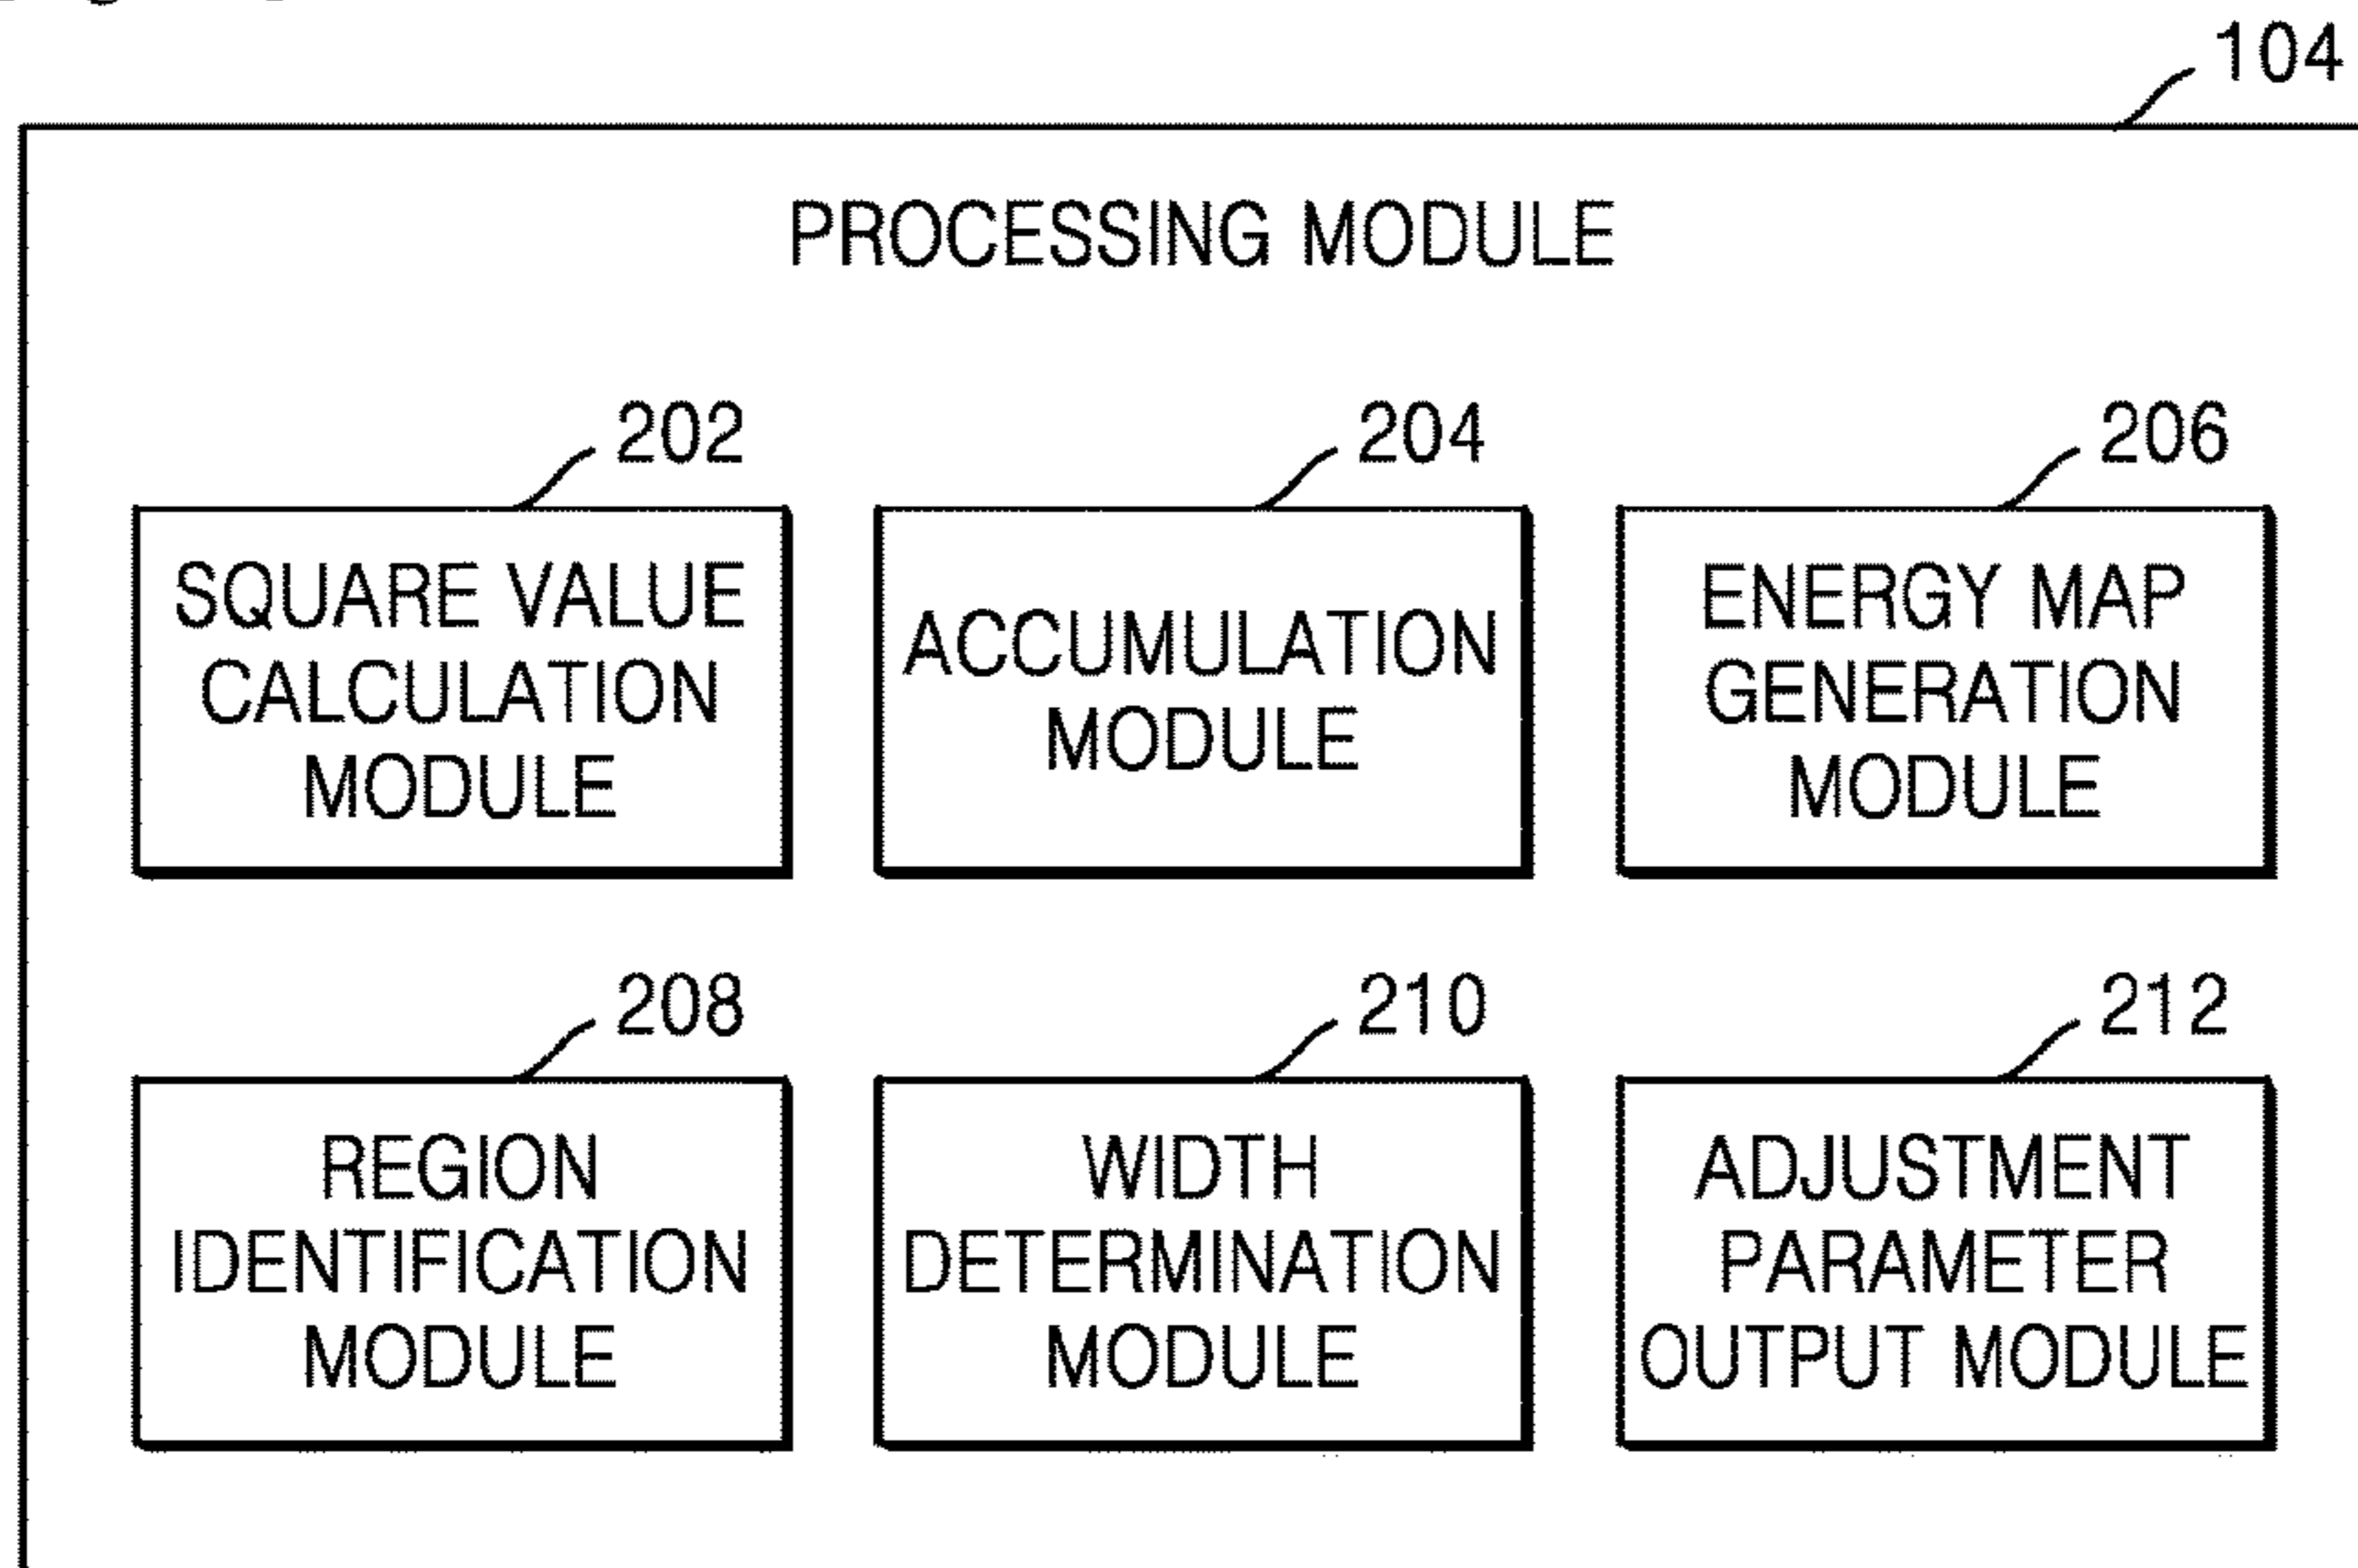 104
PROCESSING MODULE
202
204
206
SQUARE VALUE
CALCULATION
MODULE
ACCUMULATION
MODULE
ENERGY MAP
GENERATION
MODULE
208
210
212
REGION
IDENTIFICATION
MODULE
WIDTH
DETERMINATION
MODULE
ADJUSTMENT
PARAMETER
OUTPUT MODULE